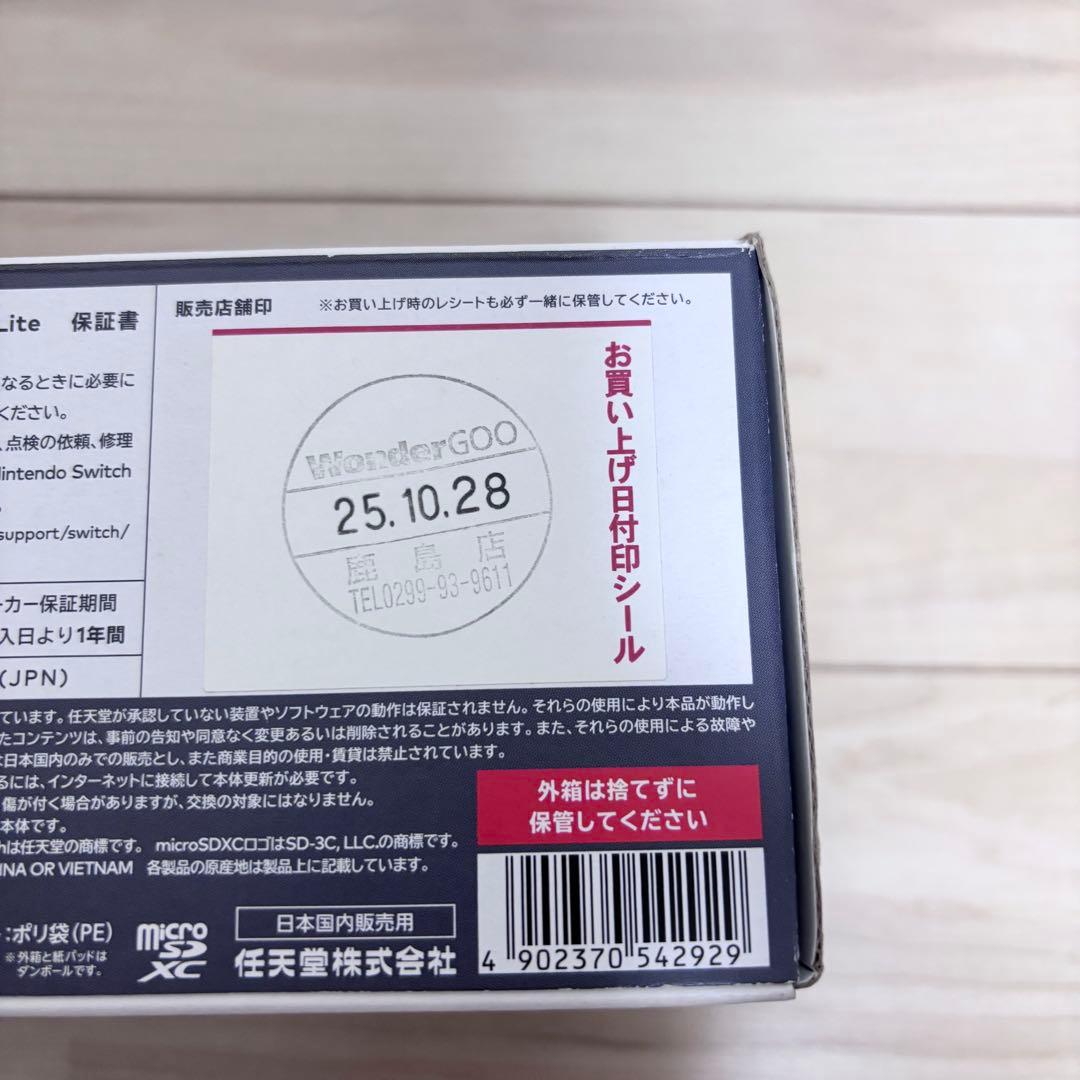 Lite 保証書
なるときに必要に
ください。
、点検の依頼、修理
Nintendo Switch
support/switch/
ーカー保証期間
入日より1年間
(JPN)
販売店舗印 ※お買い上げ時のレシートも必ず一緒に保管してください。
お買い上げ日付印シール
WonderGOO
25.10.28
鹿島店
TEL0299-93-9611
ています。任天堂が承認していない装置やソフトウェアの動作は保証されません。それらの使用により本品が動作し
たコンテンツは、事前の告知や同意なく変更あるいは削除されることがあります。また、それらの使用による故障や
は日本国内のみでの販売とし、また商業目的の使用・賃貸は禁止されています。
るには、インターネットに接続して本体更新が必要です。
傷が付く場合がありますが、交換の対象にはなりません。
本体です。
hは任天堂の商標です。 microSDXCロゴはSD-3C, LLC.の商標です。
INA OR VIETNAM 各製品の原産地は製品上に記載しています。
外箱は捨てずに
保管してください
:ポリ袋(PE)
※外箱と紙パッドは
ダンボールです。
micro
SD
XC
日本国内販売用
任天堂株式会社
4 902370 542929